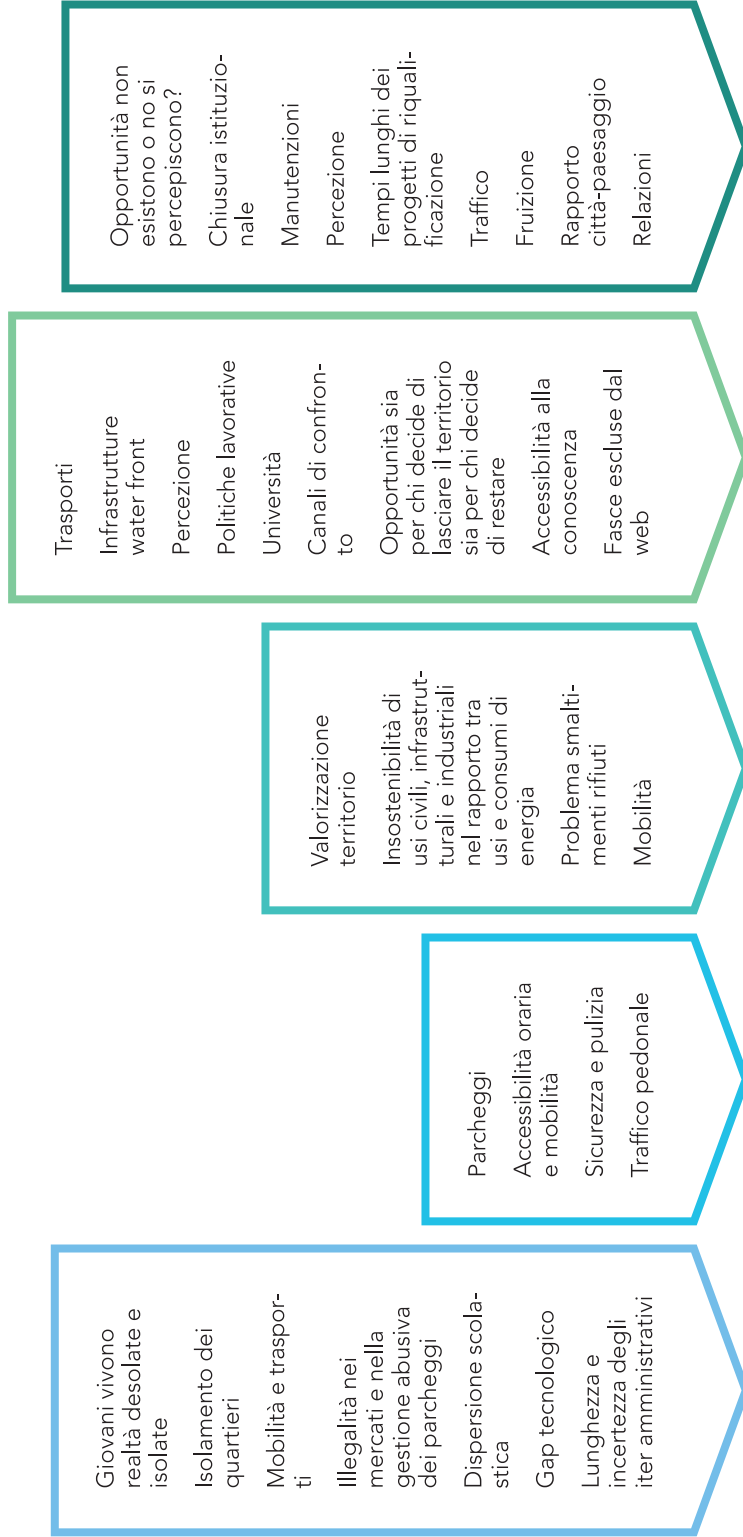 Giovani vivono
realtà desolate e
isolate
Isolamento dei
quartieri
Mobilità e traspor-
ti
Illegalità nei
mercati e nella
gestione abusiva
dei parcheggi
Dispersione scola-
stica
Gap tecnologico
Lunghezza e
incertezza degli
iter amministrativi
Parcheggi
Accessibilità oraria
e mobilità
Sicurezza e pulizia
Traffico pedonale
Valorizzazione
territorio
Insostenibilità di
usi civili, infrastrut-
turali e industriali
nel rapporto tra
usi e consumi di
energia
Problema smalti-
menti rifiuti
Mobilità
Trasporti
Infrastrutture
water front
Percezione
Politiche lavorative
Università
Canali di confron-
to
Opportunità sia
per chi decide di
lasciare il territorio
sia per chi decide
di restare
Accessibilità alla
conoscenza
Fasce escluse dal
web
Opportunità non
esistono o no si
percepiscono?
Chiusura istituzio-
nale
Manutenzioni
Percezione
Tempi lunghi dei
progetti di riquali-
ficazione
Traffico
Fruizione
Rapporto
città-paesaggio
Relazioni